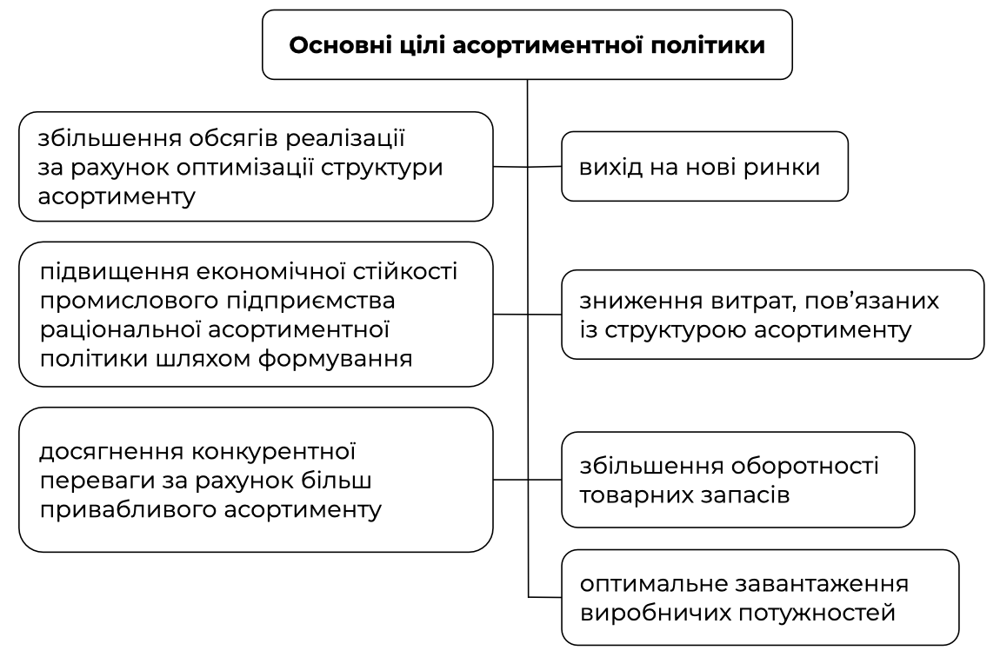 Основні цілі асортиментної політики
збільшення обсягів реалізації
за рахунок оптимізації структури
асортименту
вихід на нові ринки
підвищення економічної стійкості
промислового підприємства
раціональної асортиментної
політики шляхом формування
зниження витрат, пов’язаних
із структурою асортименту
досягнення конкурентної
переваги за рахунок більш
привабливого асортименту
збільшення оборотності
товарних запасів
оптимальне завантаження
виробничих потужностей